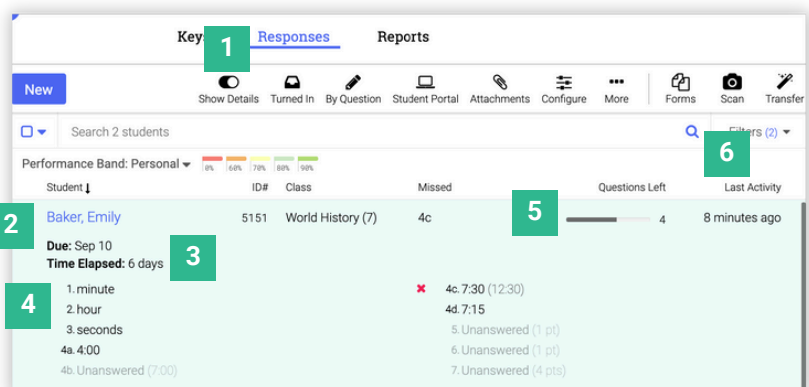 Keys Responses Reports
1
New Show Details Turned In By Question Student Portal Attachments Configure More Forms Scan Transfer
Search 2 students Filters (2)
6
Performance Band: Personal 0% 60% 70% 80% 90%
Student ID# Class Missed Questions Left Last Activity
2 Baker, Emily 5151 World History (7) 4c 5 4 8 minutes ago
Due: Sep 10
Time Elapsed: 6 days 3
4
1. minute
2. hour
3. seconds
4a. 4:00
4b. Unanswered (7:00)
4c. 7:30 (12:30)
4d. 7:15
5. Unanswered (1 pt)
6. Unanswered (1 pt)
7. Unanswered (4 pts)